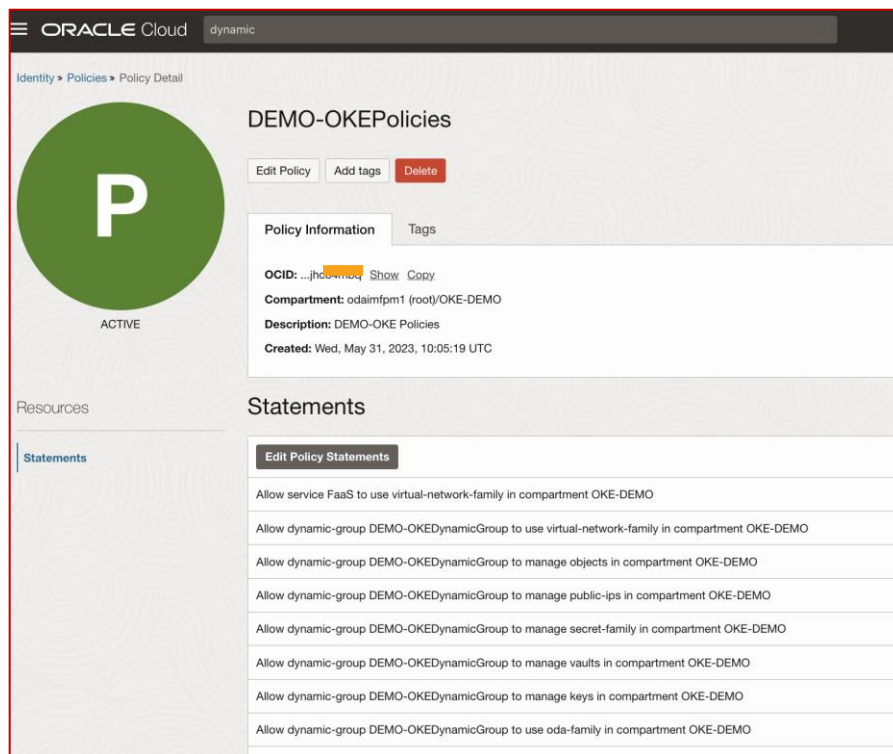 ORACLE Cloud
dynamic
Identity » Policies » Policy Detail
P
ACTIVE
DEMO-OKEPolicies
Edit Policy Add tags Delete
Policy Information Tags
OCID: Show Copy
Compartment: odaimfpm1 (root)/OKE-DEMO
Description: DEMO-OKE Policies
Created: Wed, May 31, 2023, 10:05:19 UTC
Resources
Statements
Statements
Edit Policy Statements
Allow service FaaS to use virtual-network-family in compartment OKE-DEMO
Allow dynamic-group DEMO-OKEDynamicGroup to use virtual-network-family in compartment OKE-DEMO
Allow dynamic-group DEMO-OKEDynamicGroup to manage objects in compartment OKE-DEMO
Allow dynamic-group DEMO-OKEDynamicGroup to manage public-ips in compartment OKE-DEMO
Allow dynamic-group DEMO-OKEDynamicGroup to manage secret-family in compartment OKE-DEMO
Allow dynamic-group DEMO-OKEDynamicGroup to manage vaults in compartment OKE-DEMO
Allow dynamic-group DEMO-OKEDynamicGroup to manage keys in compartment OKE-DEMO
Allow dynamic-group DEMO-OKEDynamicGroup to use oda-family in compartment OKE-DEMO